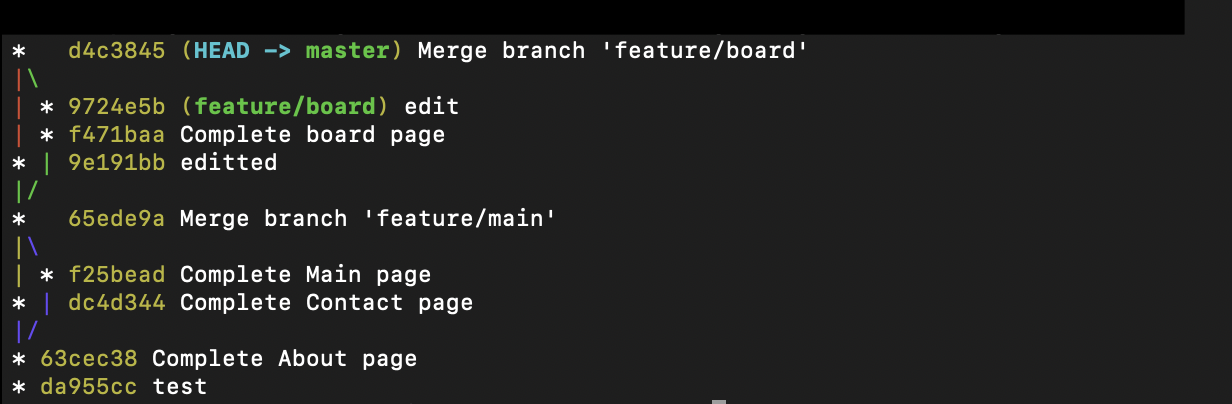 *   d4c3845 (HEAD -> master) Merge branch 'feature/board'
|\
| * 9724e5b (feature/board) edit
| * f471baa Complete board page
* | 9e191bb editted
|/
*   65ede9a Merge branch 'feature/main'
|\
| * f25bead Complete Main page
* | dc4d344 Complete Contact page
|/
* 63cec38 Complete About page
* da955cc test